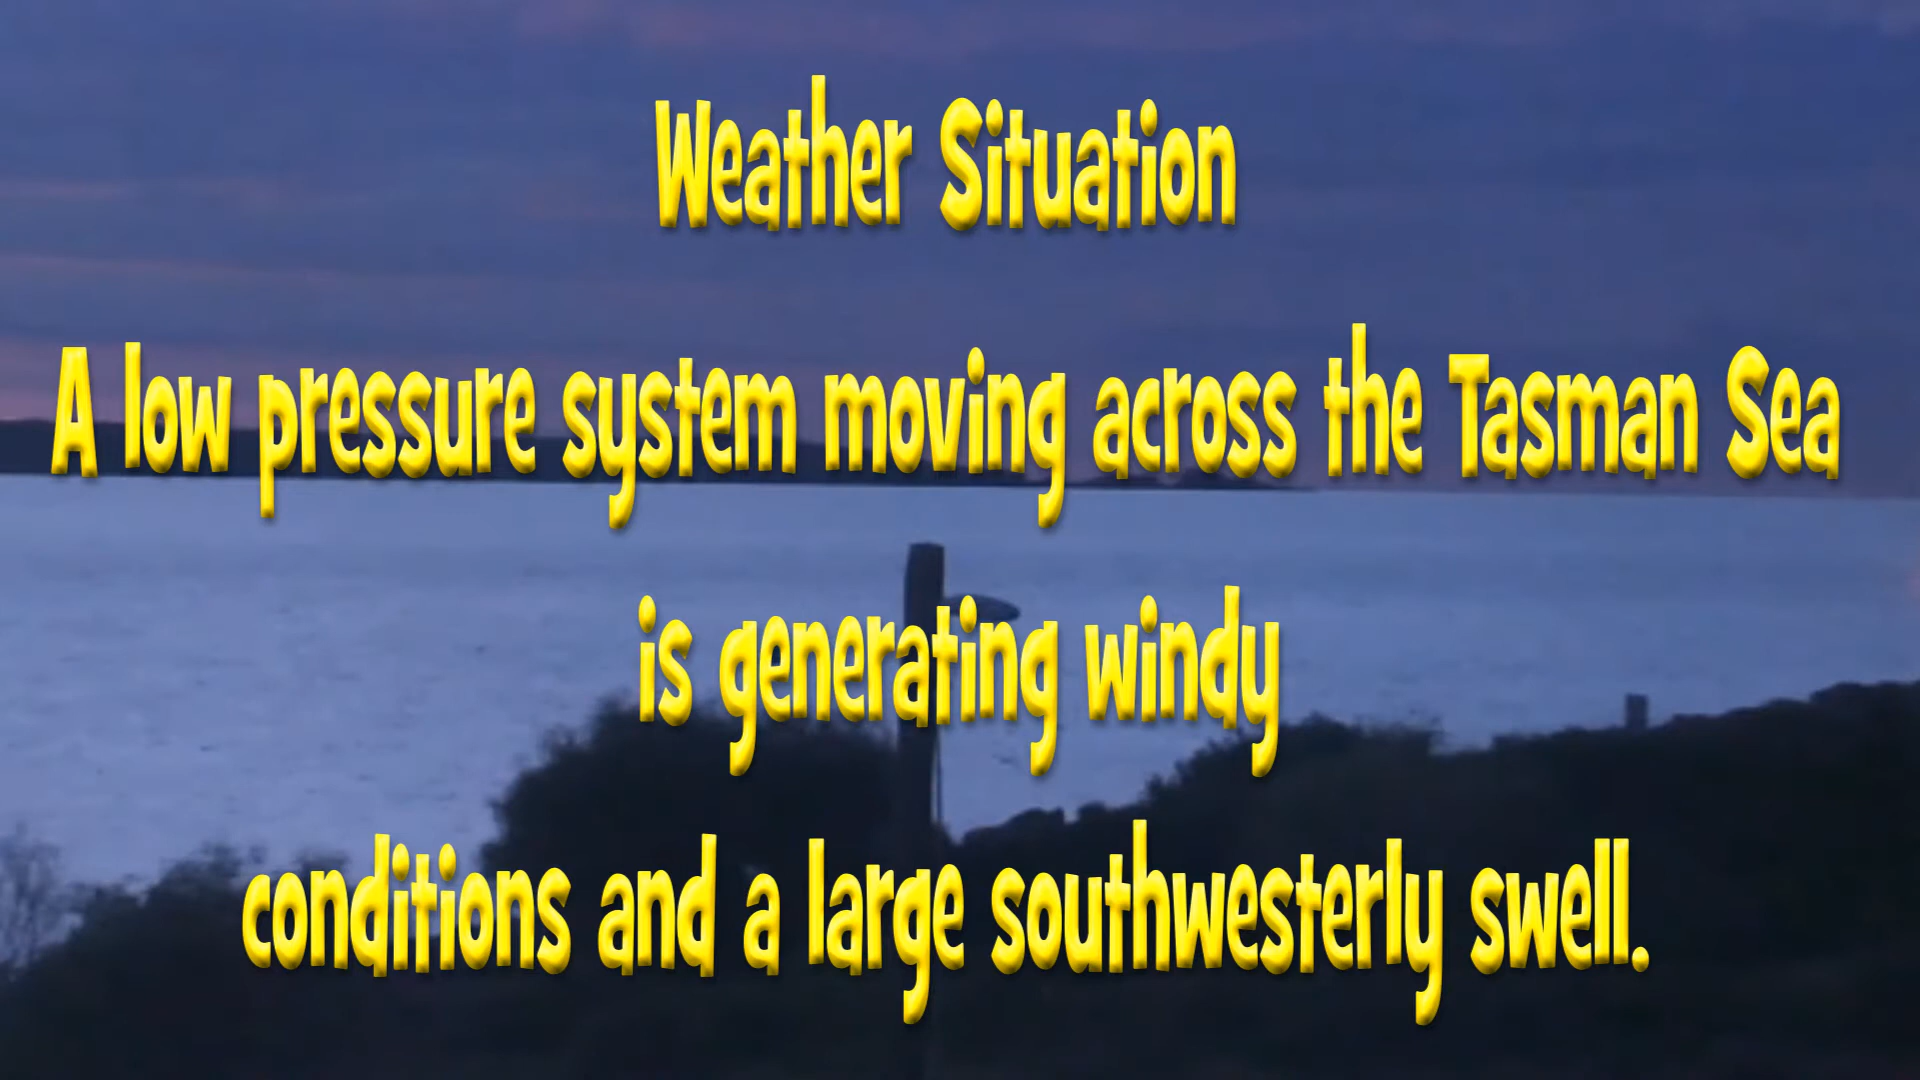 Weather Situation
A low pressure system moving across the Tasman Sea
is generating windy
conditions and a large southwesterly swell.